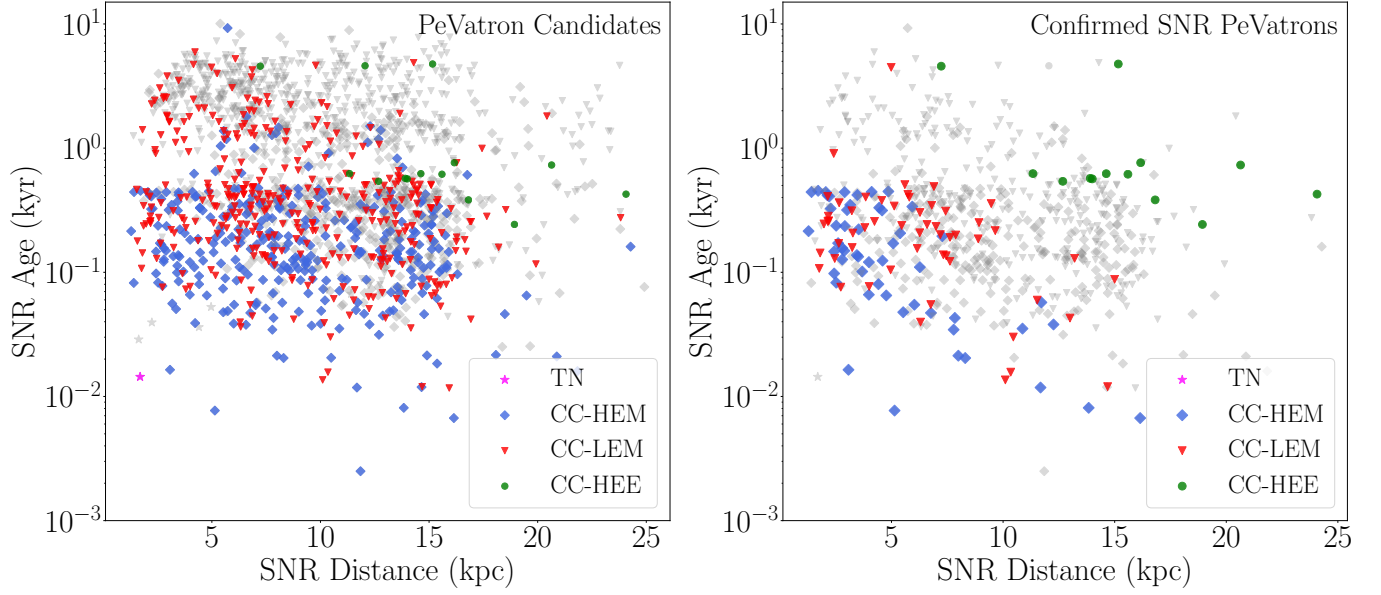 PeVatron Candidates
SNR Age (kyr)
10^1
10^0
10^-1
10^-2
10^-3
TN
CC-HEM
CC-LEM
CC-HEE
5 10 15 20 25
SNR Distance (kpc)
Confirmed SNR PeVatrons
SNR Age (kyr)
10^1
10^0
10^-1
10^-2
10^-3
TN
CC-HEM
CC-LEM
CC-HEE
5 10 15 20 25
SNR Distance (kpc)